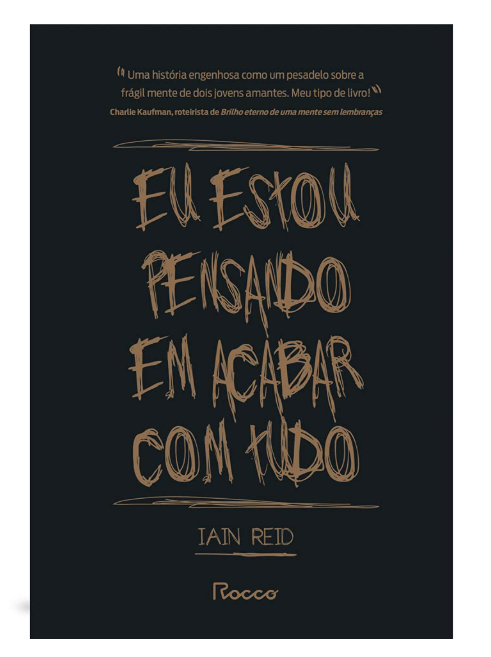 “Uma história engenhosa como um pesadelo sobre a
frágil mente de dois jovens amantes. Meu tipo de livro!”
Charlie Kaufman, roteirista de Brilho eterno de uma mente sem lembranças
EU ESTOU
PENSANDO
EM ACABAR
COM TUDO
IAIN REID
Rocco